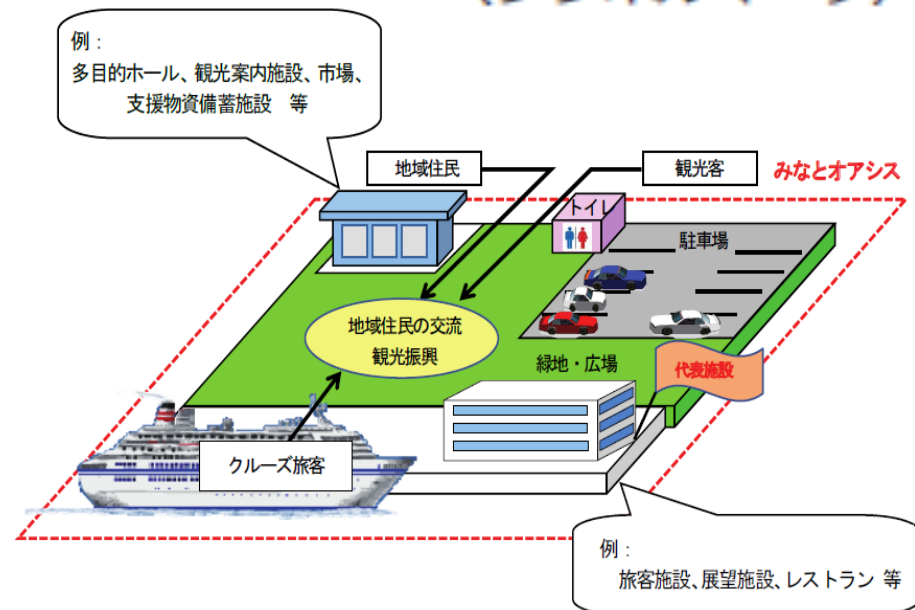 例：
多目的ホール、観光案内施設、市場、
支援物資備蓄施設　等
地域住民
観光客
みなとオアシス
トイレ
駐車場
地域住民の交流
観光振興
緑地・広場
代表施設
クルーズ旅客
例：
旅客施設、展望施設、レストラン 等